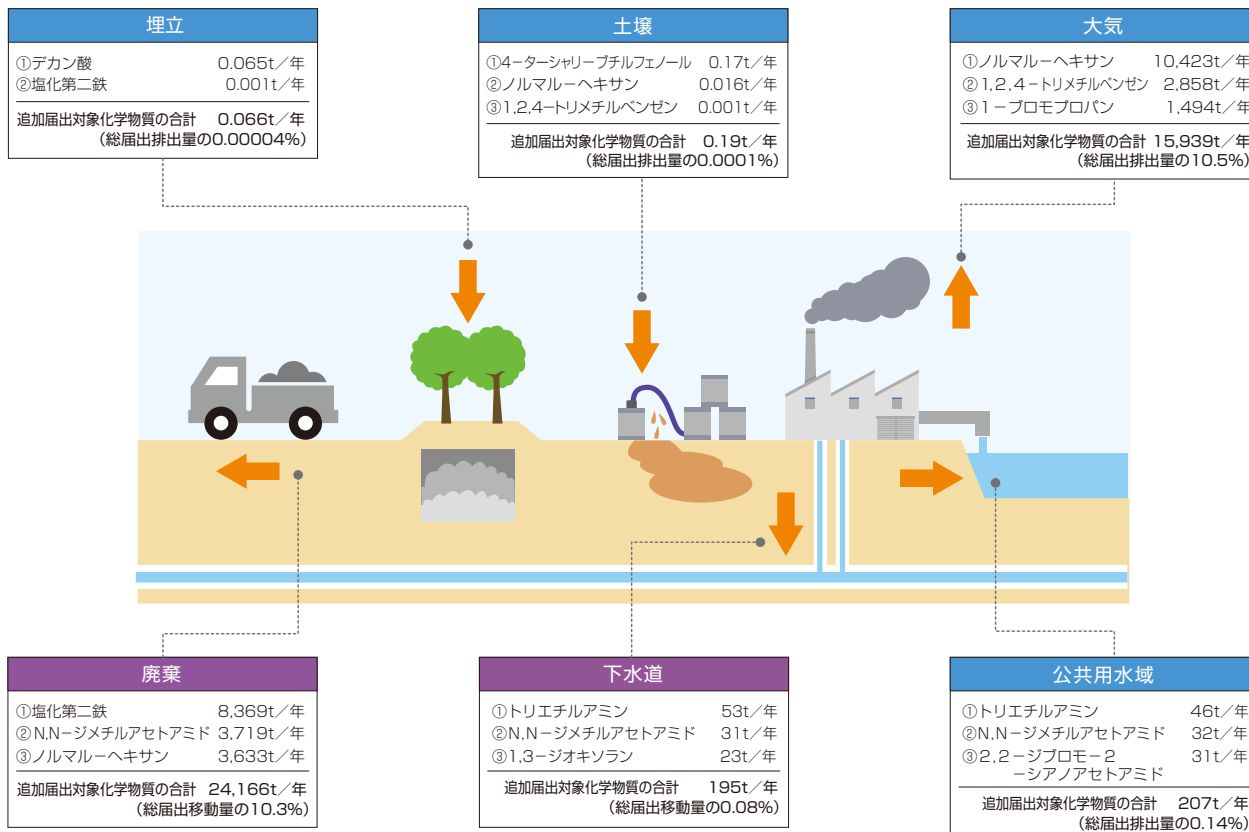 埋立
①デカン酸 0.065t／年
②塩化第二鉄 0.001t／年
追加届出対象化学物質の合計 0.066t／年
(総届出排出量の0.00004%)
土壌
①4−ターシャリーブチルフェノール 0.17t／年
②ノルマル−ヘキサン 0.016t／年
③1,2,4−トリメチルベンゼン 0.001t／年
追加届出対象化学物質の合計 0.19t／年
(総届出排出量の0.0001%)
大気
①ノルマル−ヘキサン 10,423t／年
②1,2,4−トリメチルベンゼン 2,858t／年
③1−ブロモプロパン 1,494t／年
追加届出対象化学物質の合計 15,939t／年
(総届出排出量の10.5%)
廃棄
①塩化第二鉄 8,369t／年
②N,N−ジメチルアセトアミド 3,719t／年
③ノルマル−ヘキサン 3,633t／年
追加届出対象化学物質の合計 24,166t／年
(総届出移動量の10.3%)
下水道
①トリエチルアミン 53t／年
②N,N−ジメチルアセトアミド 31t／年
③1,3−ジオキソラン 23t／年
追加届出対象化学物質の合計 195t／年
(総届出移動量の0.08%)
公共用水域
①トリエチルアミン 46t／年
②N,N−ジメチルアセトアミド 32t／年
③2,2−ジブロモ−2 31t／年
−シアノアセトアミド
追加届出対象化学物質の合計 207t／年
(総届出排出量の0.14%)